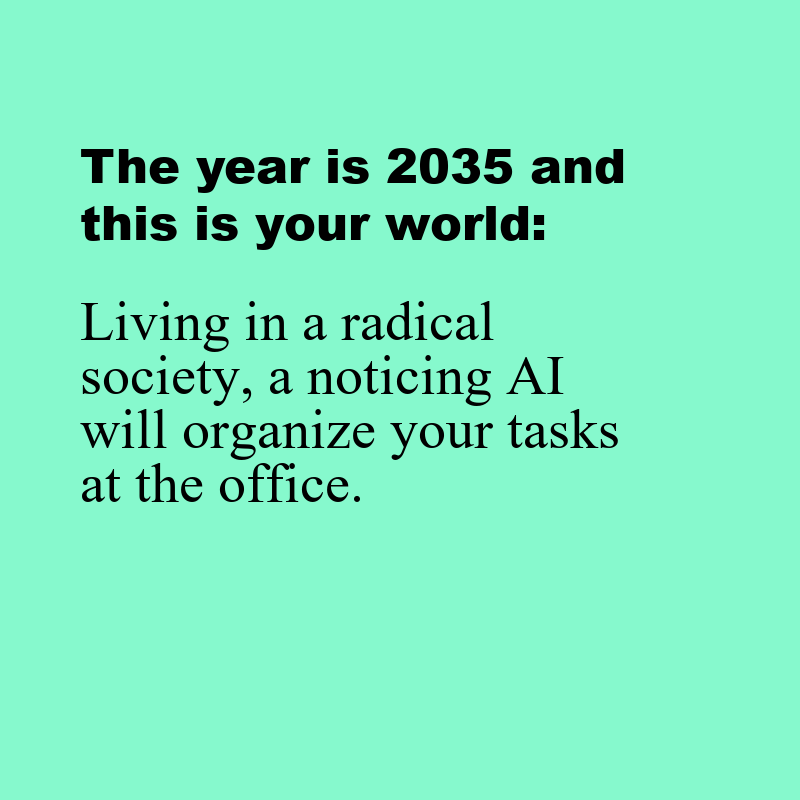 The year is 2035 and
this is your world:
Living in a radical
society, a noticing AI
will organize your tasks
at the office.